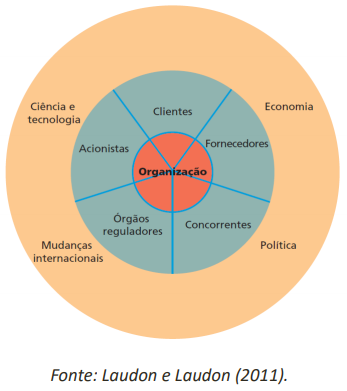 Ciência e
tecnologia
Clientes
Economia
Acionistas
Fornecedores
Organização
Órgãos
reguladores
Concorrentes
Mudanças
internacionais
Política
Fonte: Laudon e Laudon (2011).